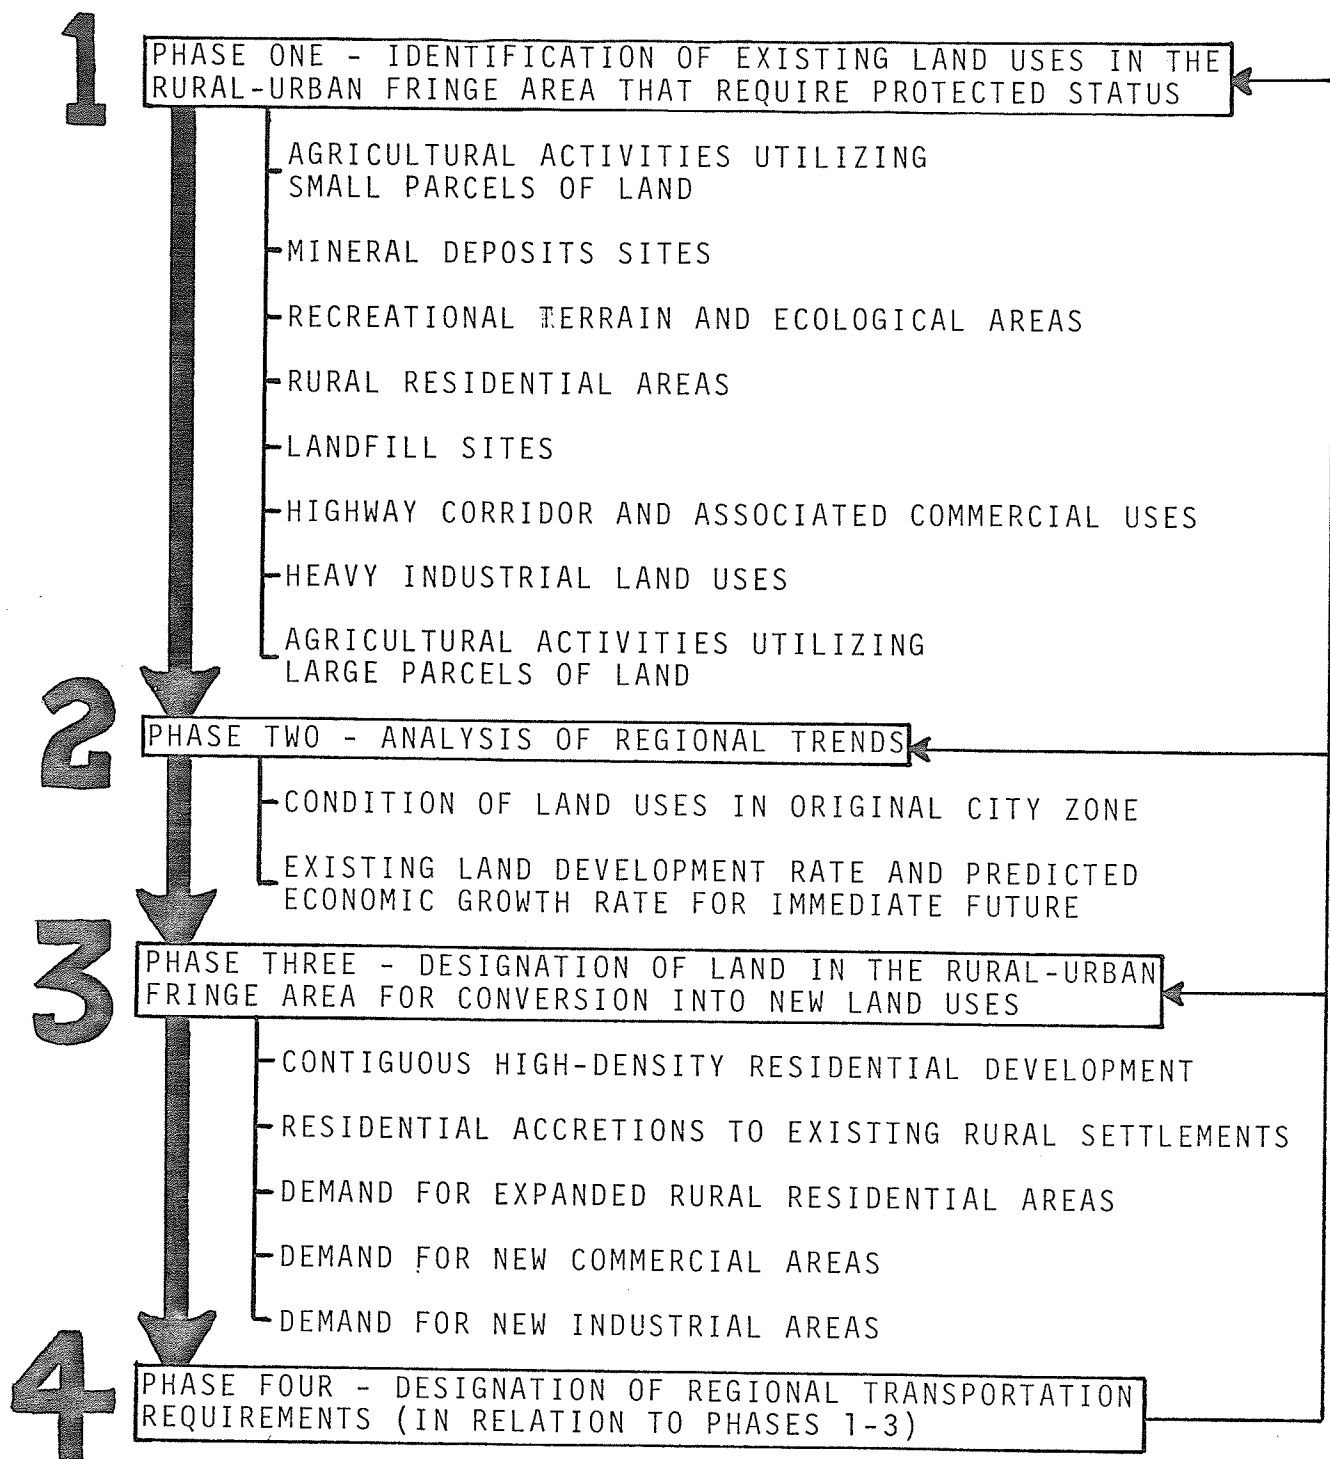 1
PHASE ONE - IDENTIFICATION OF EXISTING LAND USES IN THE
RURAL-URBAN FRINGE AREA THAT REQUIRE PROTECTED STATUS
AGRICULTURAL ACTIVITIES UTILIZING
SMALL PARCELS OF LAND
MINERAL DEPOSITS SITES
RECREATIONAL TERRAIN AND ECOLOGICAL AREAS
RURAL RESIDENTIAL AREAS
LANDFILL SITES
HIGHWAY CORRIDOR AND ASSOCIATED COMMERCIAL USES
HEAVY INDUSTRIAL LAND USES
AGRICULTURAL ACTIVITIES UTILIZING
LARGE PARCELS OF LAND
2
PHASE TWO - ANALYSIS OF REGIONAL TRENDS
CONDITION OF LAND USES IN ORIGINAL CITY ZONE
EXISTING LAND DEVELOPMENT RATE AND PREDICTED
ECONOMIC GROWTH RATE FOR IMMEDIATE FUTURE
3
PHASE THREE - DESIGNATION OF LAND IN THE RURAL-URBAN
FRINGE AREA FOR CONVERSION INTO NEW LAND USES
CONTIGUOUS HIGH-DENSITY RESIDENTIAL DEVELOPMENT
RESIDENTIAL ACCRETIONS TO EXISTING RURAL SETTLEMENTS
DEMAND FOR EXPANDED RURAL RESIDENTIAL AREAS
DEMAND FOR NEW COMMERCIAL AREAS
DEMAND FOR NEW INDUSTRIAL AREAS
4
PHASE FOUR - DESIGNATION OF REGIONAL TRANSPORTATION
REQUIREMENTS (IN RELATION TO PHASES 1-3)